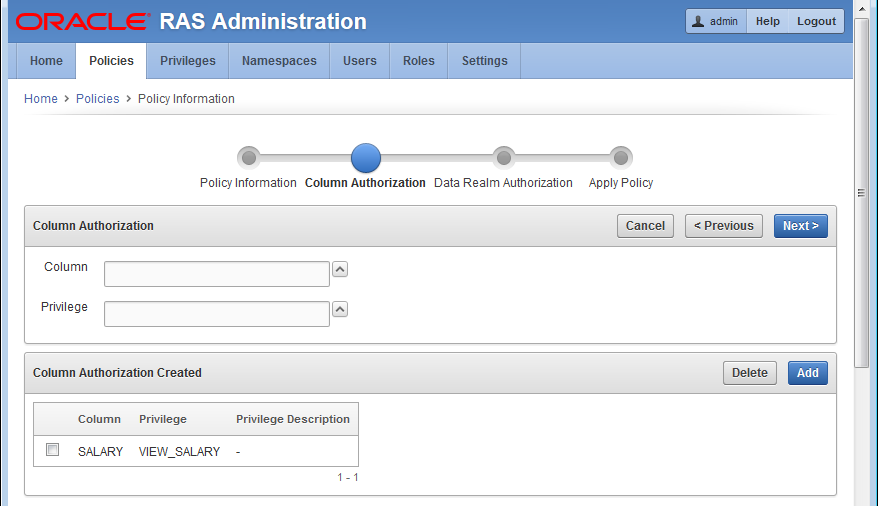 ORACLE® RAS Administration
admin Help Logout
Home Policies Privileges Namespaces Users Roles Settings
Home > Policies > Policy Information
Policy Information Column Authorization Data Realm Authorization Apply Policy
Column Authorization Cancel < Previous Next >
Column
Privilege
Column Authorization Created Delete Add
Column Privilege Privilege Description
SALARY VIEW_SALARY -
1 - 1